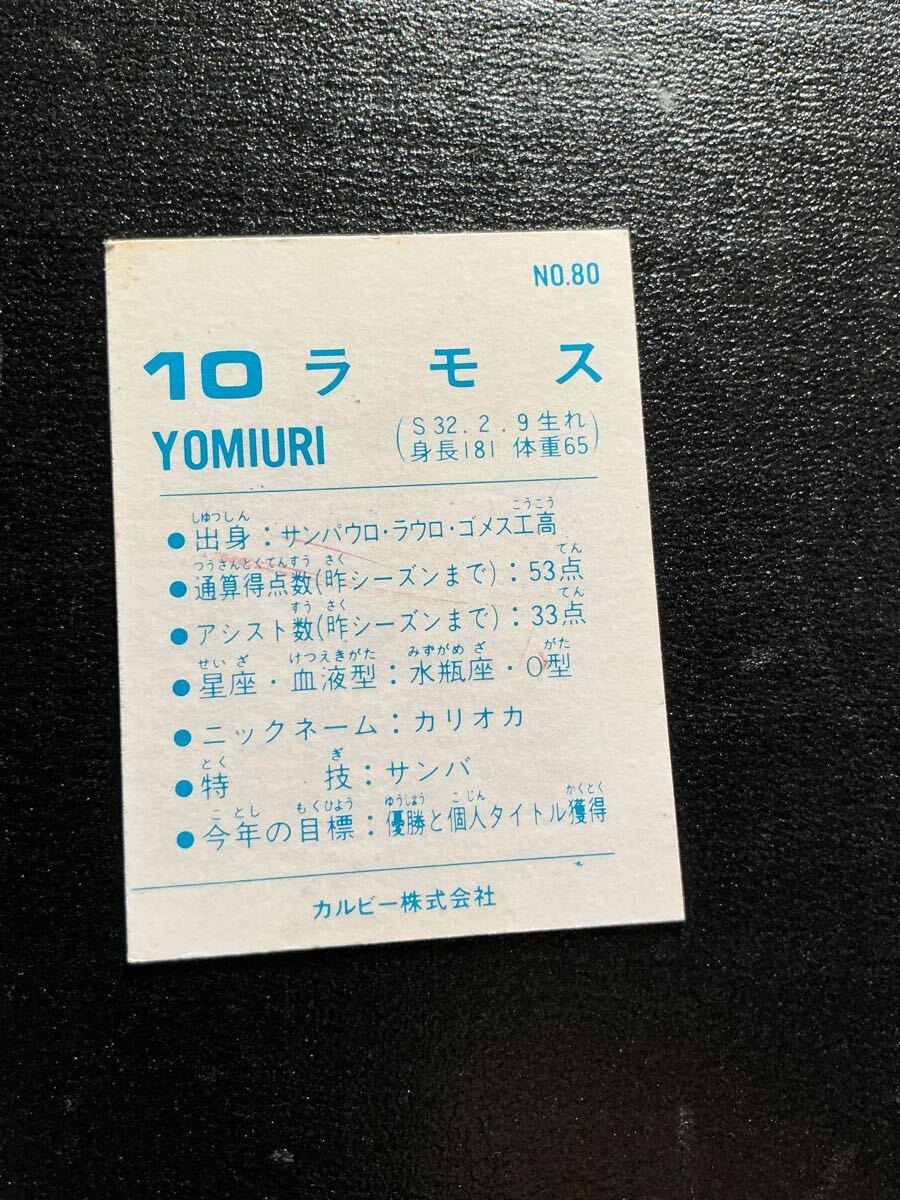 NO.80
10 ラモス
YOMIURI
(S32.2.9生れ
身長181 体重65)
しゅっしん こうこう
●出身：サンパウロ・ラウロ・ゴメス工高
つうさんとくてんすう さく てん
●通算得点数(昨シーズンまで)：53点
すう さく てん
●アシスト数(昨シーズンまで)：33点
せいざ けつえきがた みずがめざ がた
●星座・血液型：水瓶座・O型
●ニックネーム：カリオカ
とく ぎ
●特技：サンバ
ことし もくひょう ゆうしょう こじん かくとく
●今年の目標：優勝と個人タイトル獲得
カルビー株式会社